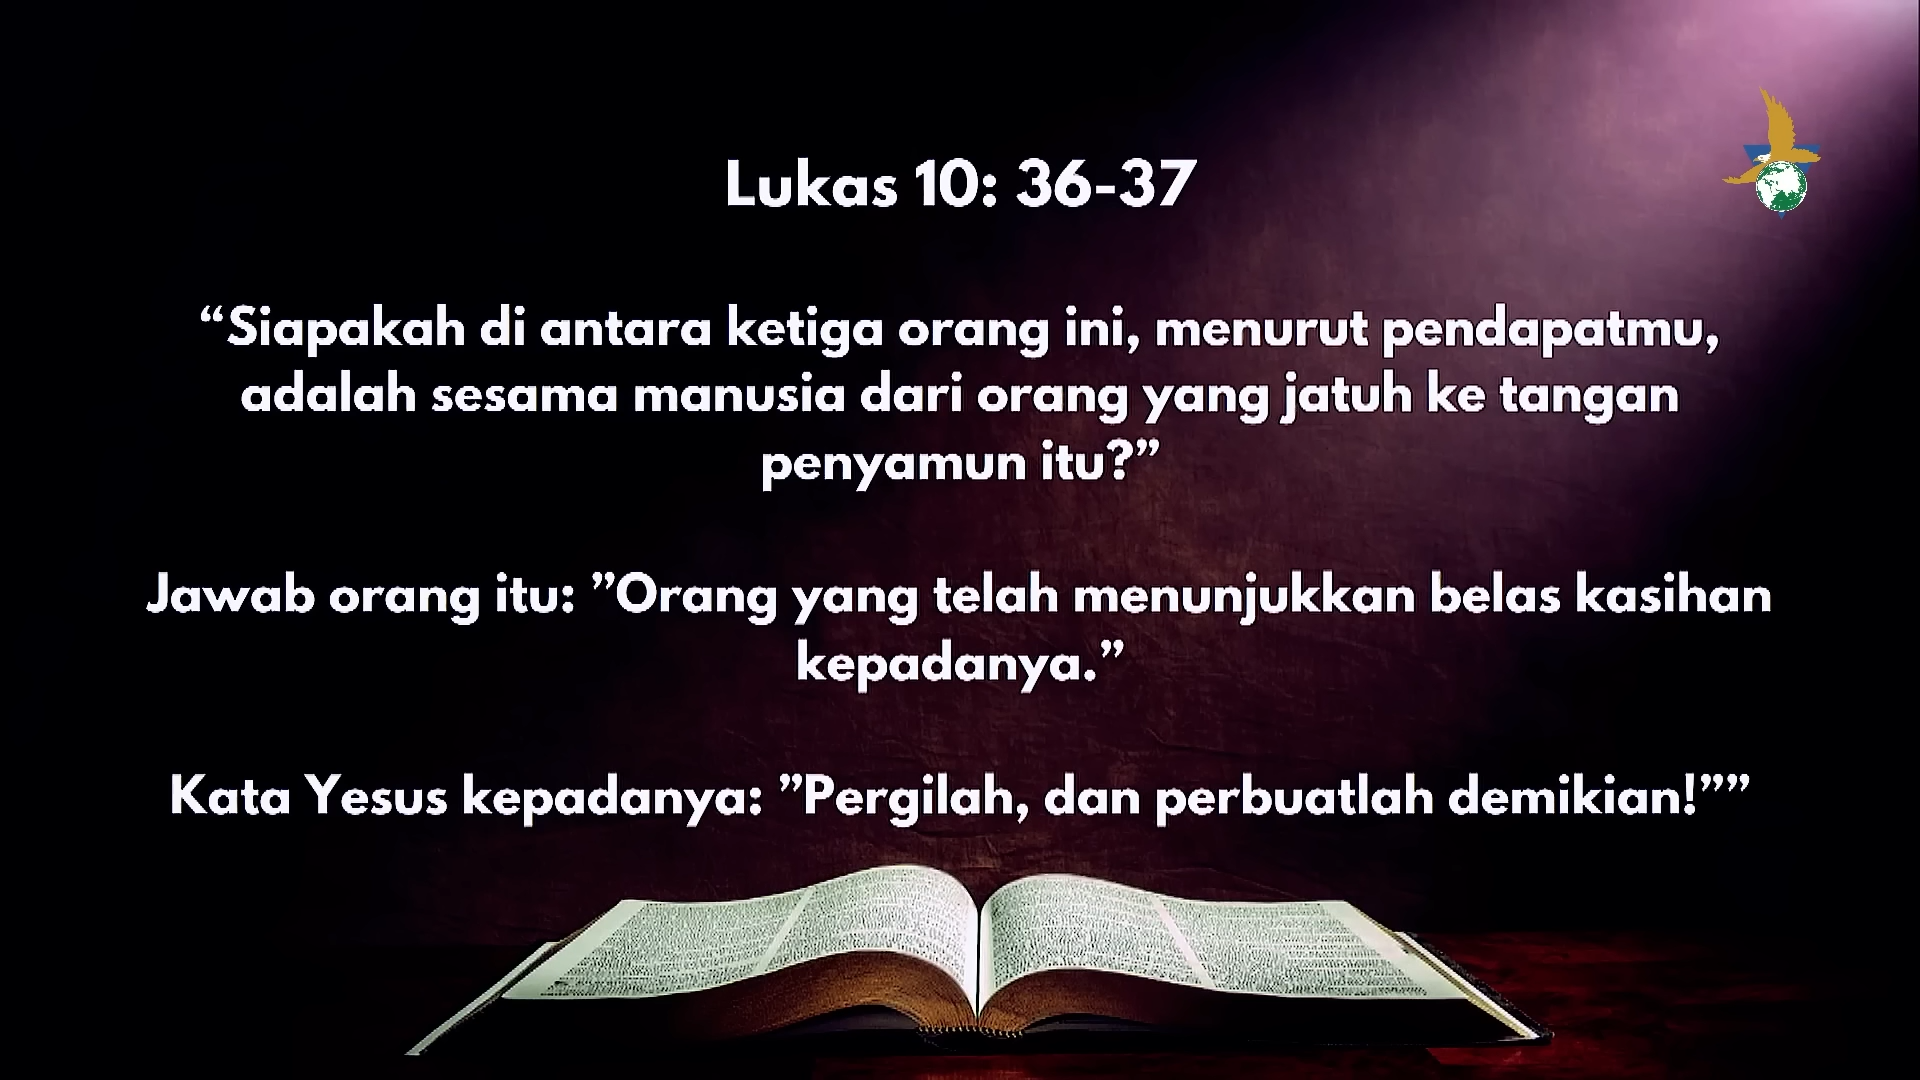 Lukas 10: 36-37
“Siapakah di antara ketiga orang ini, menurut pendapatmu,
adalah sesama manusia dari orang yang jatuh ke tangan
penyamun itu?”
Jawab orang itu: ”Orang yang telah menunjukkan belas kasihan
kepadanya.”
Kata Yesus kepadanya: ”Pergilah, dan perbuatlah demikian!””